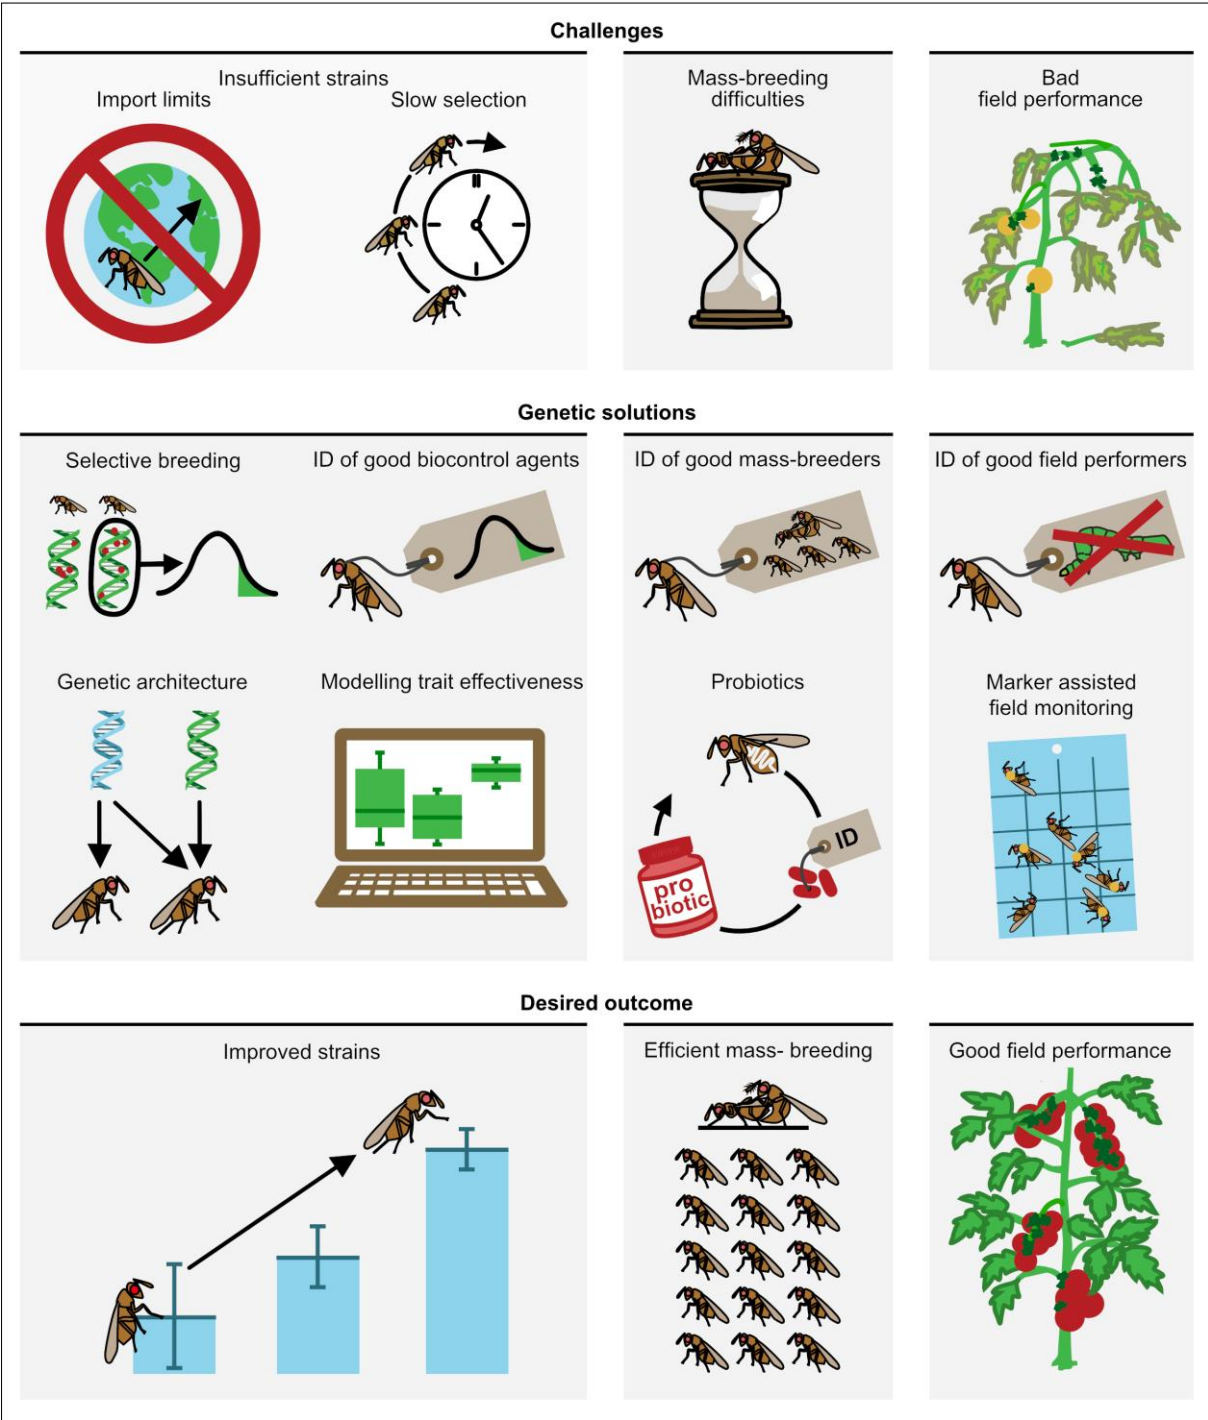 Challenges
Insufficient strains
Import limits
Slow selection
Mass-breeding
difficulties
Bad
field performance
Genetic solutions
Selective breeding
ID of good biocontrol agents
ID of good mass-breeders
ID of good field performers
Genetic architecture
Modelling trait effectiveness
Probiotics
Marker assisted
field monitoring
ID
pro
biotic
Desired outcome
Improved strains
Efficient mass- breeding
Good field performance